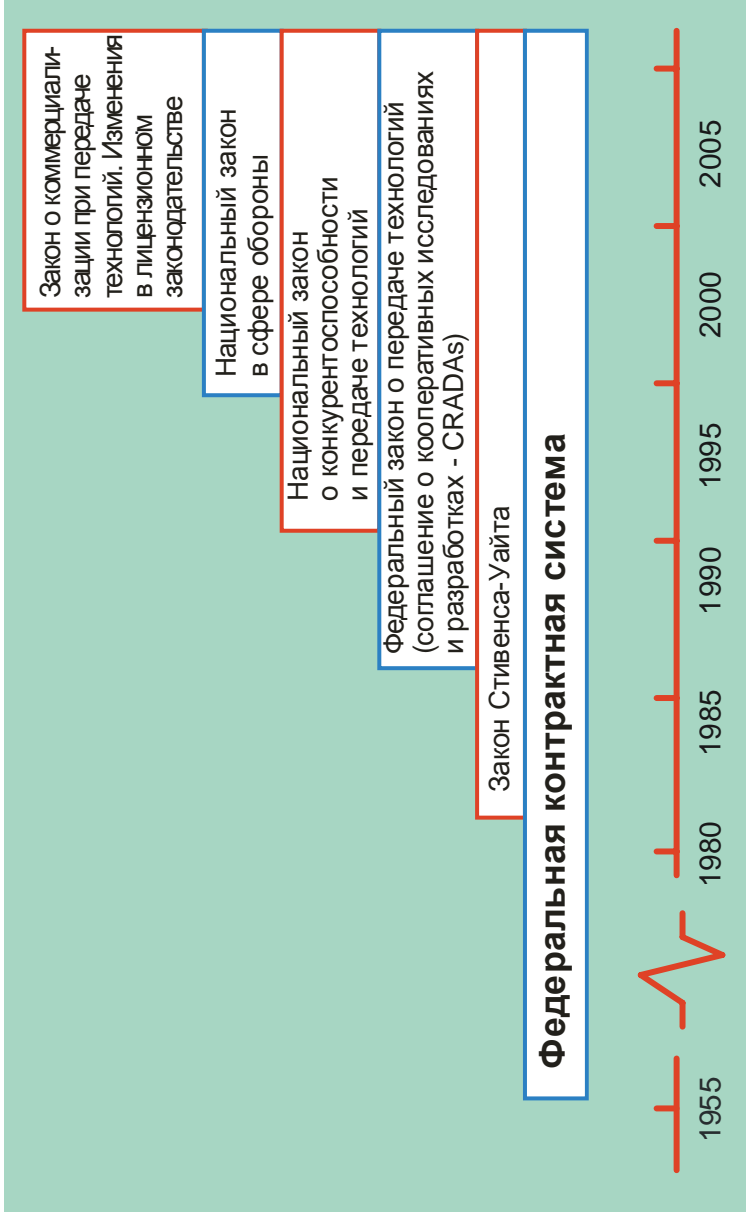 Закон о коммерциали-
зации при передаче
технологий. Изменения
в лицензионном
законодательстве
Национальный закон
в сфере обороны
Национальный закон
о конкурентоспособности
и передаче технологий
Федеральный закон о передаче технологий
(соглашение о кооперативных исследованиях
и разработках - CRADAs)
Закон Стивенса-Уайта
Федеральная контрактная система
1955 1980 1985 1990 1995 2000 2005